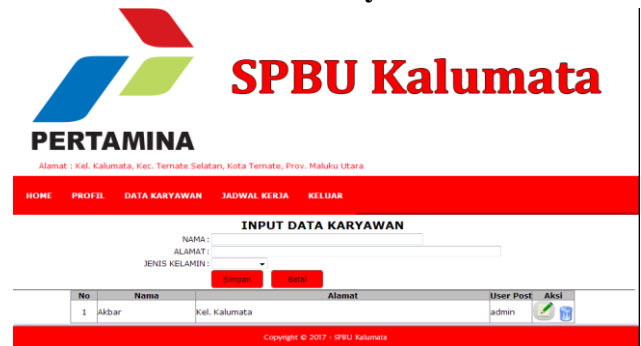 SPBU Kalumata
PERTAMINA
Alamat : Kel. Kalumata, Kec. Ternate Selatan, Kota Ternate, Prov. Maluku Utara
HOME PROFIL DATA KARYAWAN JADWAL KERJA KELUAR
INPUT DATA KARYAWAN
NAMA :
ALAMAT :
JENIS KELAMIN :
Simpan Batal
No Nama Alamat User Post Aksi
1 Akbar Kel. Kalumata admin
Copyright © 2017 - SPBU Kalumata